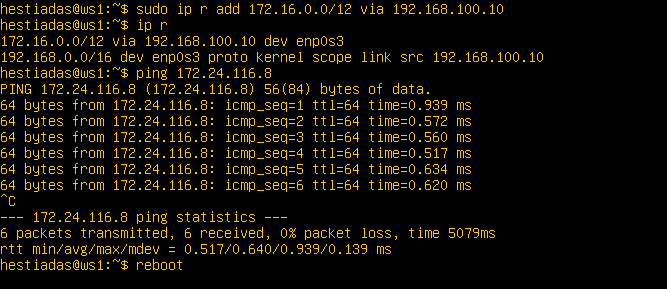 hestiadas@ws1:~$ sudo ip r add 172.16.0.0/12 via 192.168.100.10
hestiadas@ws1:~$ ip r
172.16.0.0/12 via 192.168.100.10 dev enp0s3
192.168.0.0/16 dev enp0s3 proto kernel scope link src 192.168.100.10
hestiadas@ws1:~$ ping 172.24.116.8
PING 172.24.116.8 (172.24.116.8) 56(84) bytes of data.
64 bytes from 172.24.116.8: icmp_seq=1 ttl=64 time=0.939 ms
64 bytes from 172.24.116.8: icmp_seq=2 ttl=64 time=0.572 ms
64 bytes from 172.24.116.8: icmp_seq=3 ttl=64 time=0.560 ms
64 bytes from 172.24.116.8: icmp_seq=4 ttl=64 time=0.517 ms
64 bytes from 172.24.116.8: icmp_seq=5 ttl=64 time=0.634 ms
64 bytes from 172.24.116.8: icmp_seq=6 ttl=64 time=0.620 ms
^C
--- 172.24.116.8 ping statistics ---
6 packets transmitted, 6 received, 0% packet loss, time 5079ms
rtt min/avg/max/mdev = 0.517/0.640/0.939/0.139 ms
hestiadas@ws1:~$ reboot